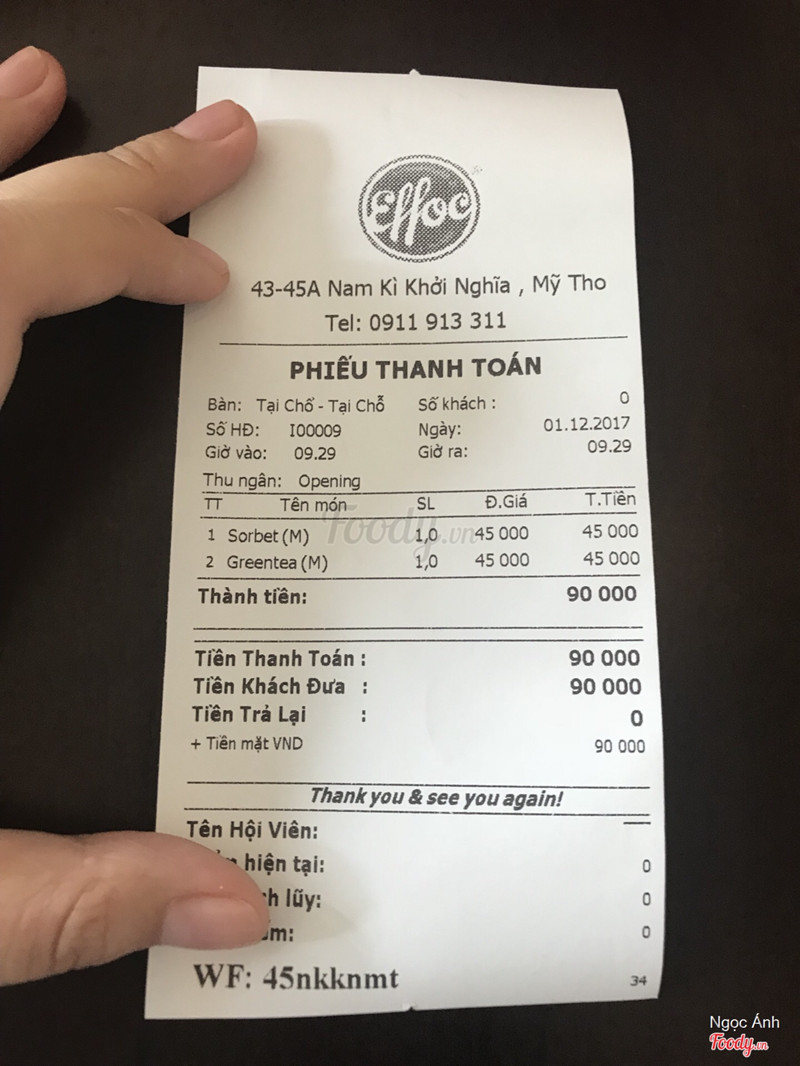 Effoc
43-45A Nam Kì Khởi Nghĩa , Mỹ Tho
Tel: 0911 913 311
PHIẾU THANH TOÁN
Bàn: Tại Chổ - Tại Chỗ Số khách : 0
Số HĐ: I00009 Ngày: 01.12.2017
Giờ vào: 09.29 Giờ ra: 09.29
Thu ngân: Opening
TT Tên món SL Đ.Giá T.Tiền
1 Sorbet (M) 1,0 45 000 45 000
2 Greentea (M) 1,0 45 000 45 000
Foody.vn
Thành tiền: 90 000
Tiền Thanh Toán : 90 000
Tiền Khách Đưa : 90 000
Tiền Trả Lại : 0
+ Tiền mặt VND 90 000
Thank you & see you again!
Tên Hội Viên:
hiện tại: 0
lũy: 0
0
WF: 45nkknmt 34
Ngọc Ánh
Foody.vn